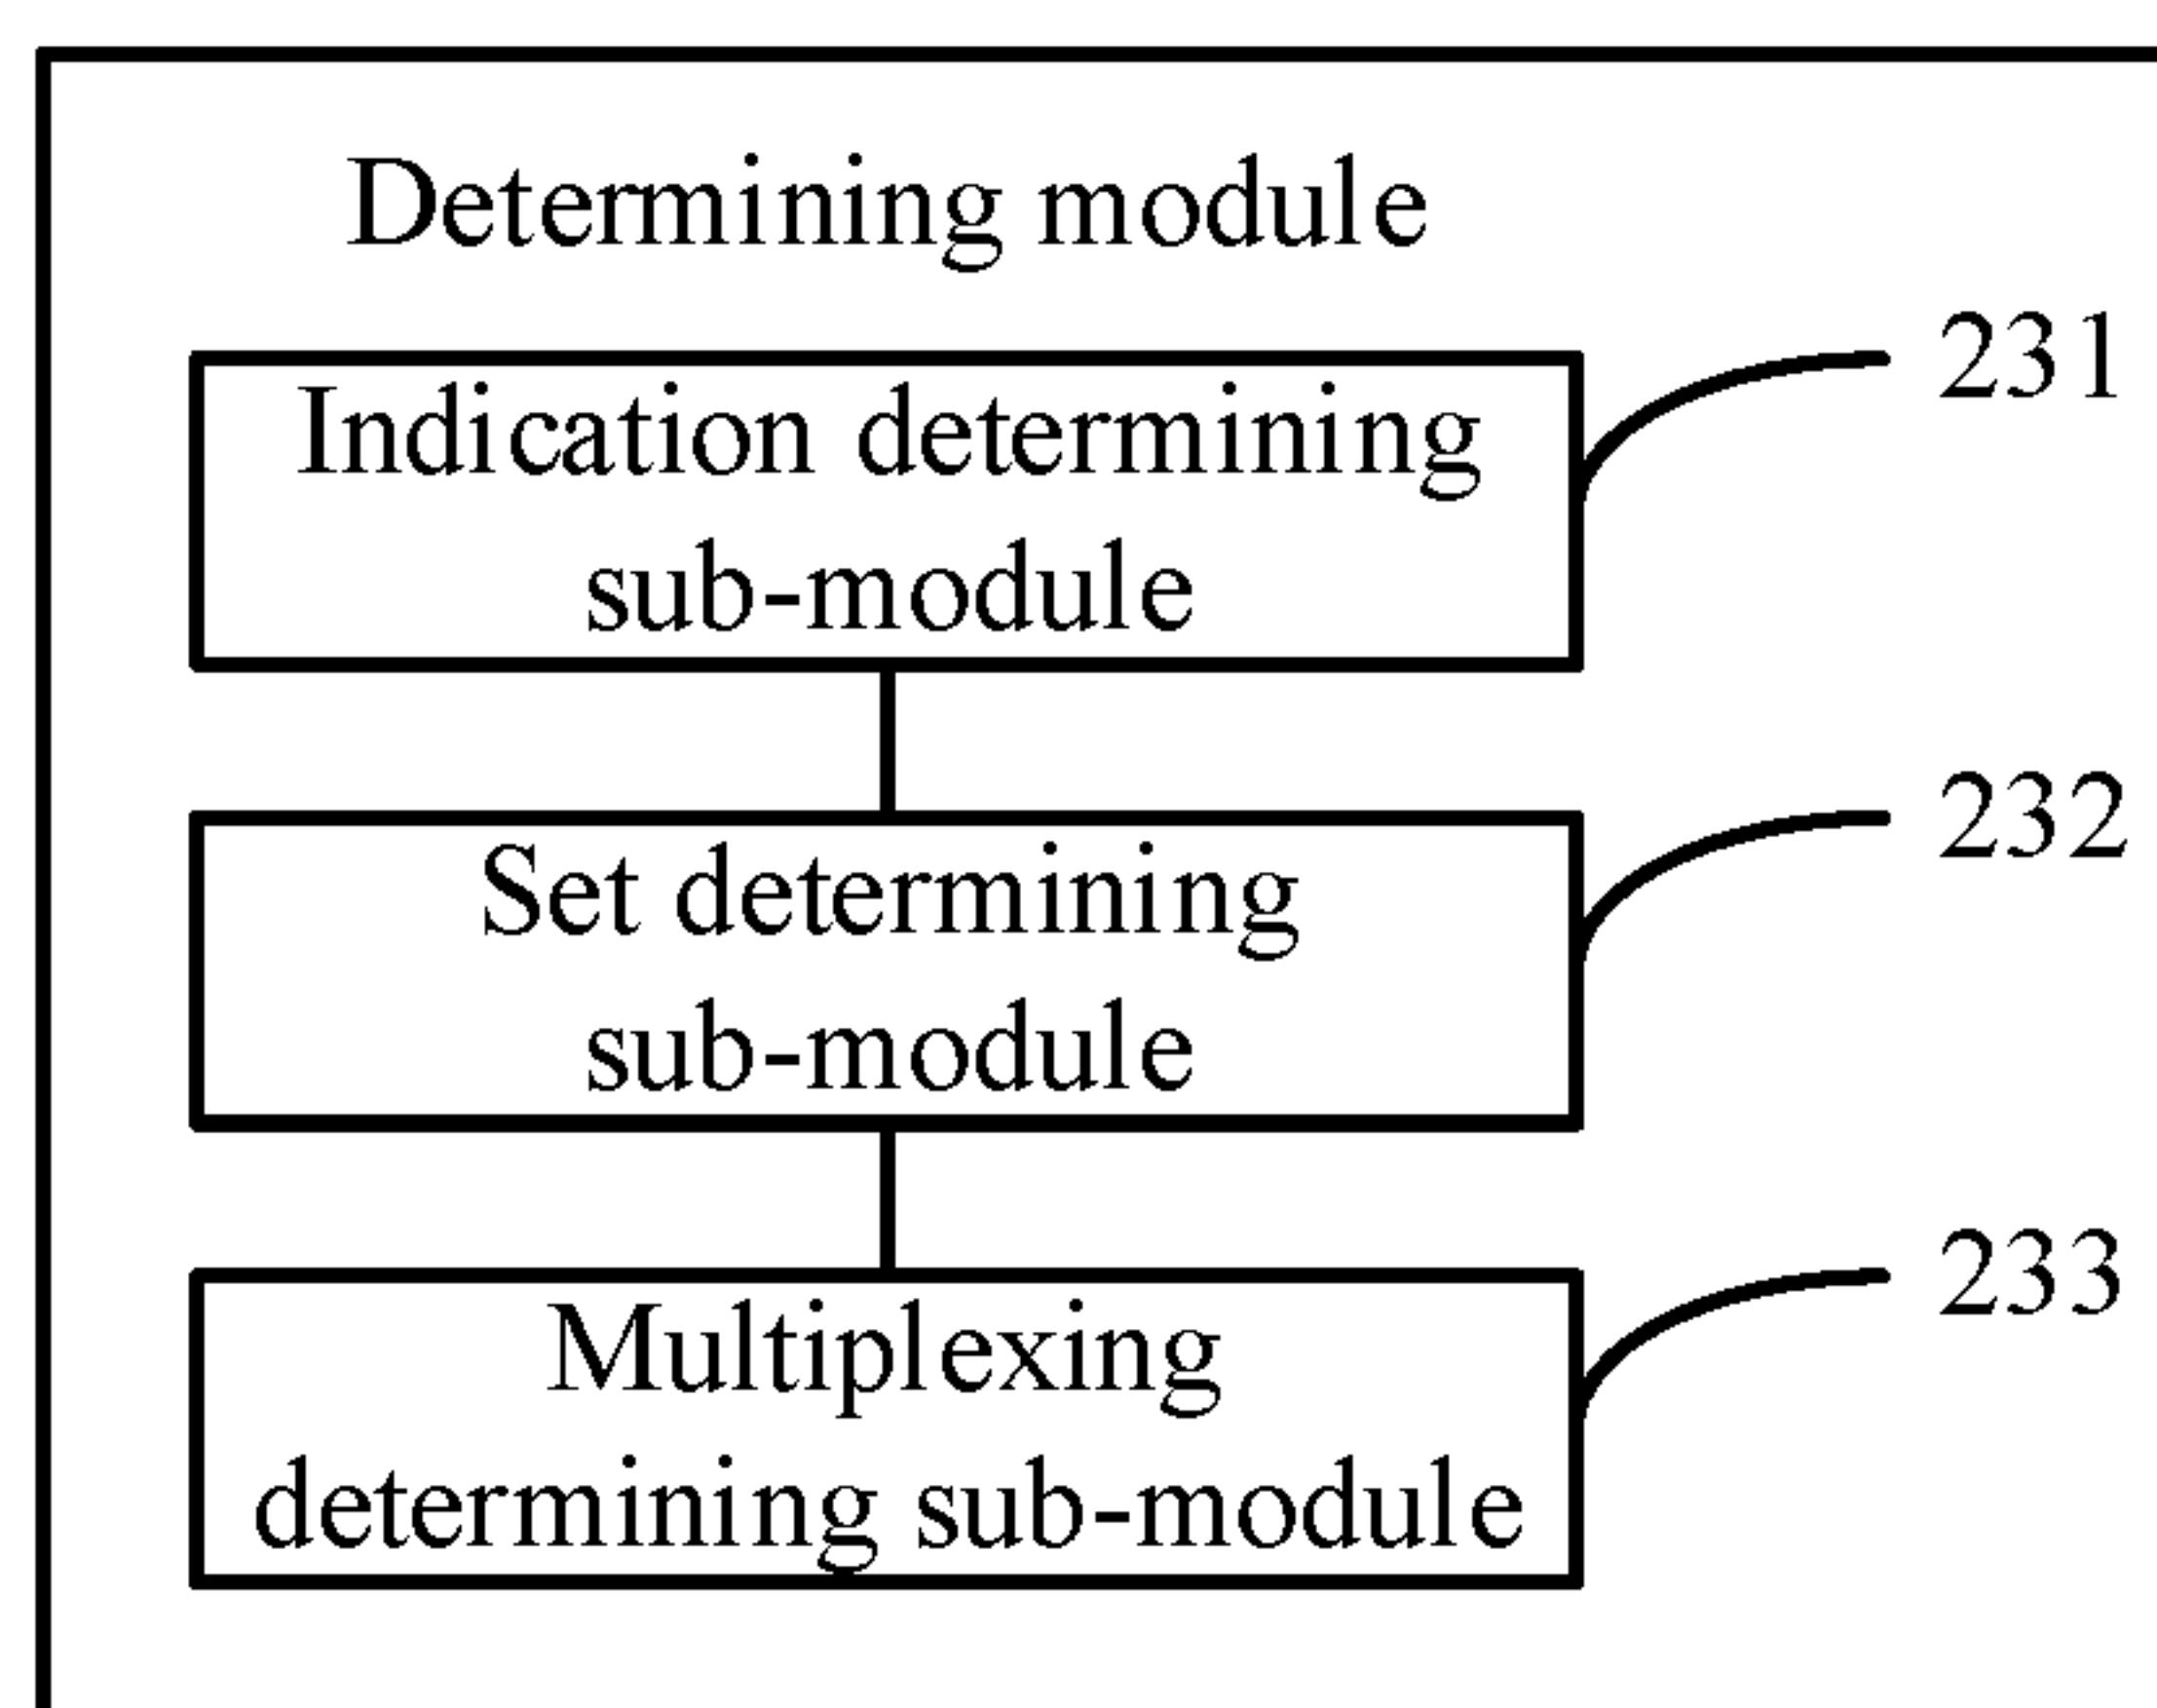 Determining module
231
Indication determining
sub-module
232
Set determining
sub-module
233
Multiplexing
determining sub-module